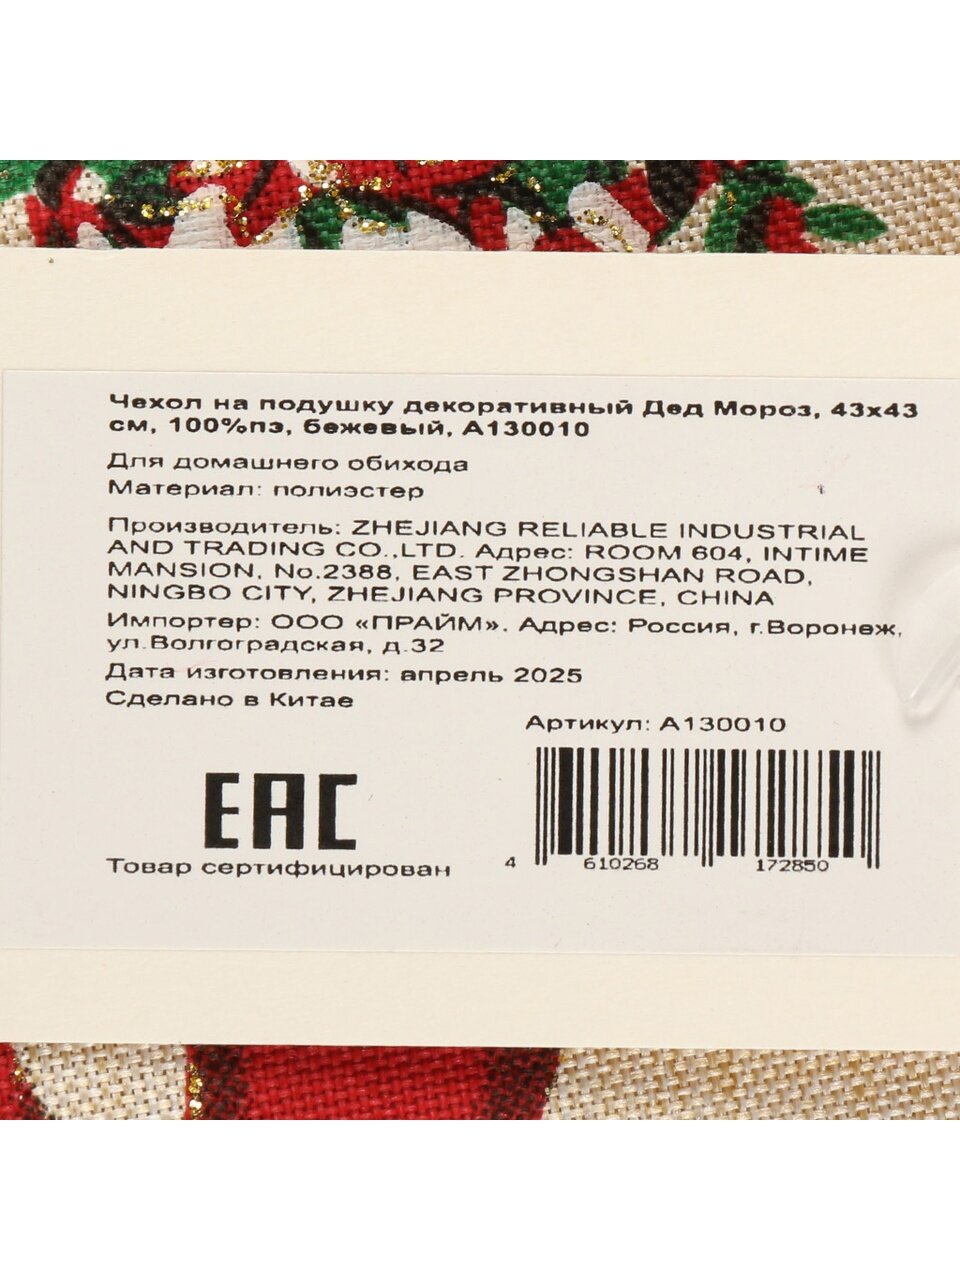 Чехол на подушку декоративный Дед Мороз, 43х43
см, 100%пэ, бежевый, А130010
Для домашнего обихода
Материал: полиэстер
Производитель: ZHEJIANG RELIABLE INDUSTRIAL
AND TRADING CO.,LTD. Адрес: ROOM 604, INTIME
MANSION, No.2388, EAST ZHONGSHAN ROAD,
NINGBO CITY, ZHEJIANG PROVINCE, CHINA
Импортер: ООО «ПРАЙМ». Адрес: Россия, г.Воронеж,
ул.Волгоградская, д.32
Дата изготовления: апрель 2025
Сделано в Китае
Артикул: А130010
ЕАС
Товар сертифицирован
4 610268 172850